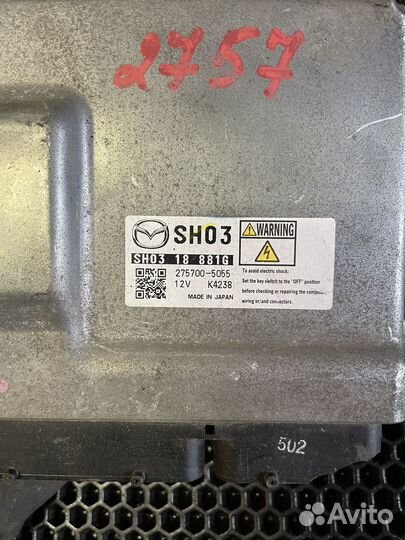 2757
SH03
SH03 18 881G
275700-5055
12V K4238
MADE IN JAPAN
WARNING
To avoid electric shock;
Set the key switch to the "OFF" position
before checking or repairing the computer,
wiring or/and connectors.
502
Avito